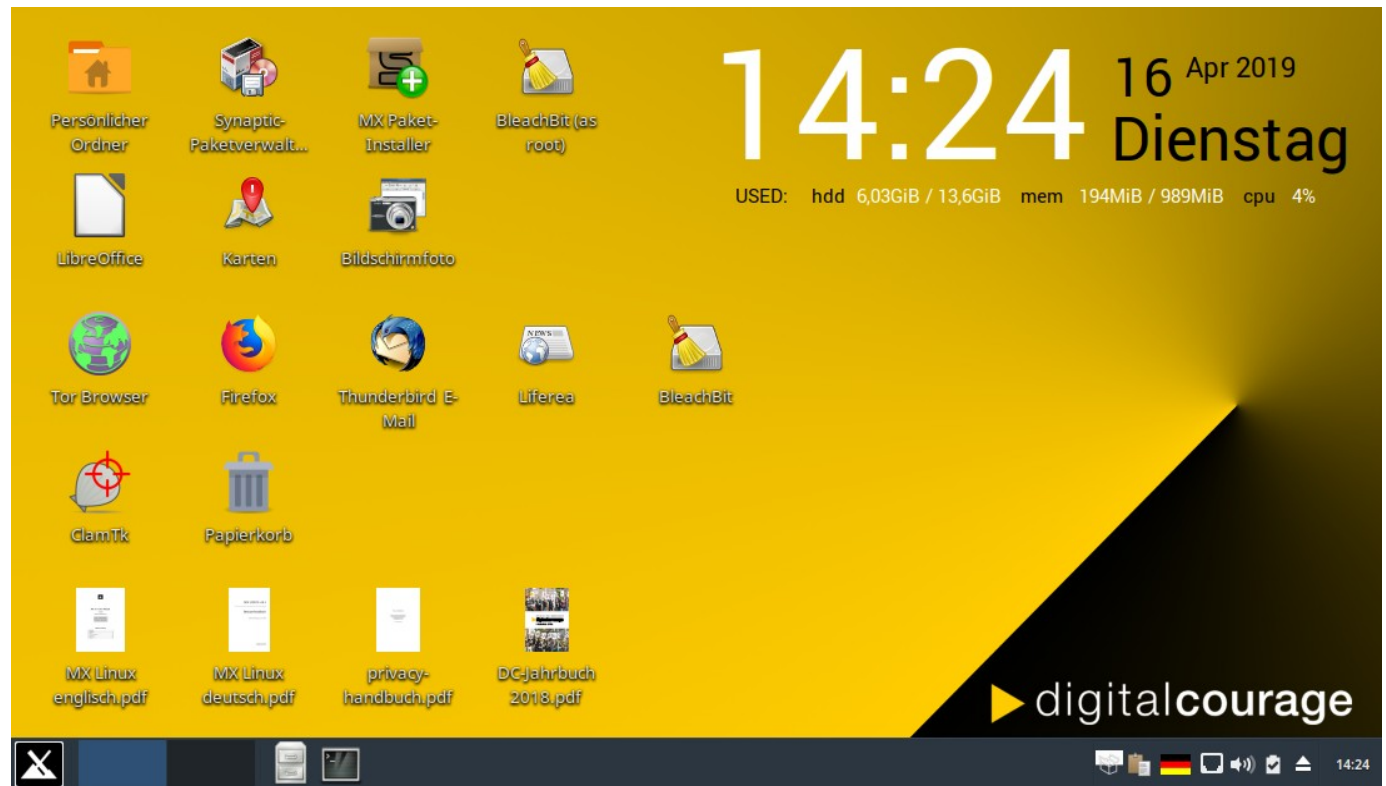 14:24
16 Apr 2019
Dienstag
USED: hdd 6,03GiB / 13,6GiB mem 194MiB / 989MiB cpu 4%
Persönlicher
Ordner
Synaptic-
Paketverwalt...
MX Paket-
Installer
BleachBit (as
root)
LibreOffice
Karten
Bildschirmfoto
Tor Browser
Firefox
Thunderbird E-
Mail
NEWS
Liferea
BleachBit
ClamTk
Papierkorb
MX Linux
englisch.pdf
MX Linux
deutsch.pdf
privacy-
handbuch.pdf
DC-Jahrbuch
2018.pdf
digitalcourage
14:24